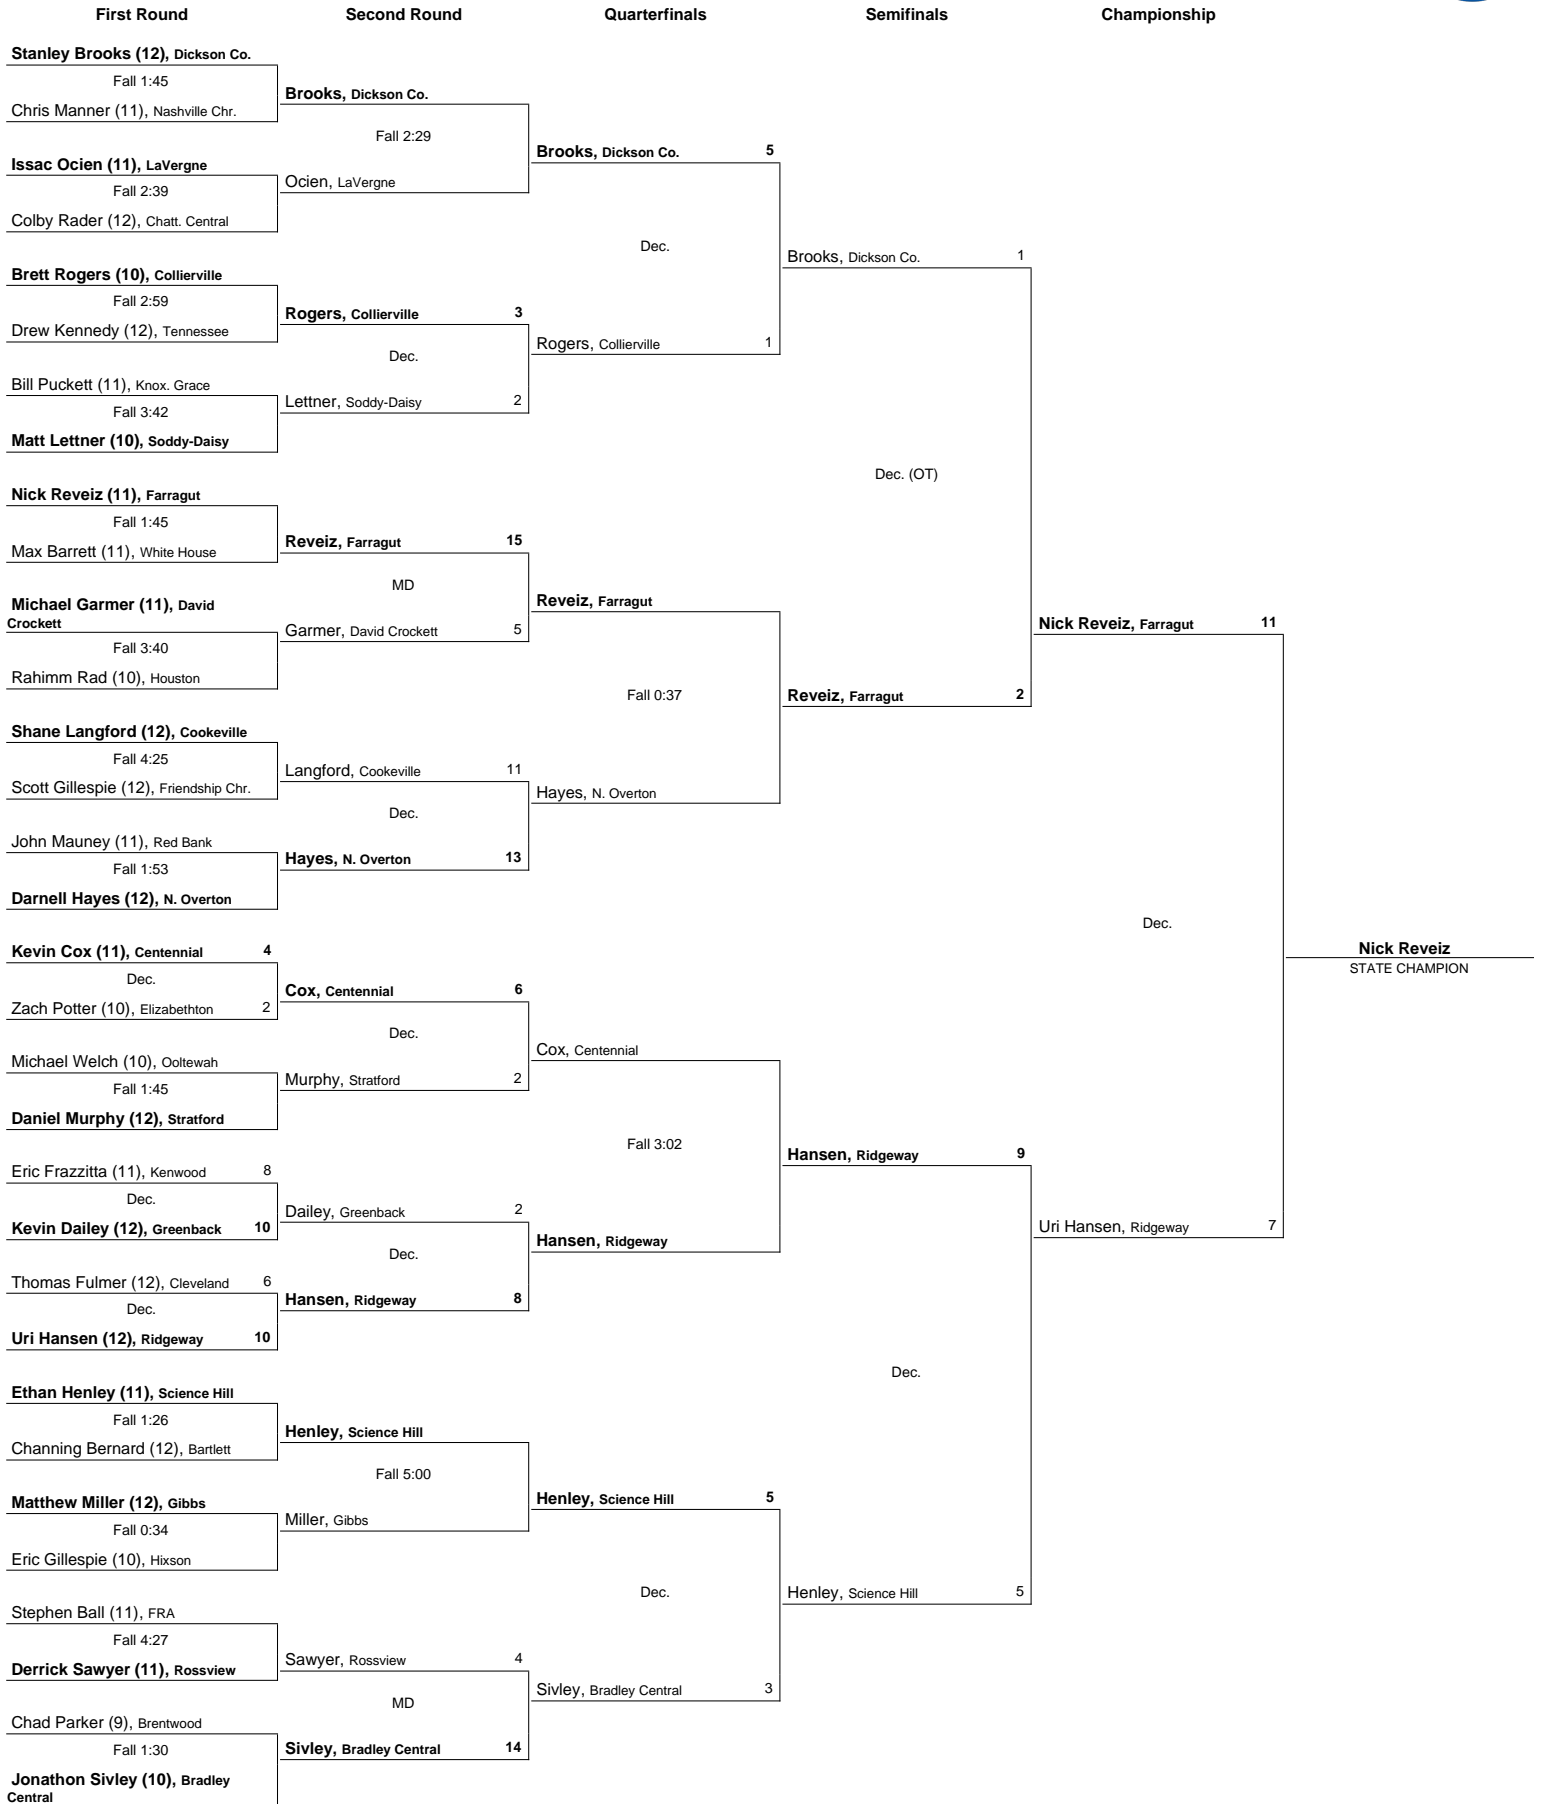 First Round
Second Round
Quarterfinals
Semifinals
Championship
Stanley Brooks (12), Dickson Co.
Fall 1:45
Chris Manner (11), Nashville Chr.
Issac Ocien (11), LaVergne
Fall 2:39
Colby Rader (12), Chatt. Central
Brett Rogers (10), Collierville
Fall 2:59
Drew Kennedy (12), Tennessee
Bill Puckett (11), Knox. Grace
Fall 3:42
Matt Lettner (10), Soddy-Daisy
Nick Reveiz (11), Farragut
Fall 1:45
Max Barrett (11), White House
Michael Garmer (11), David
Crockett
Fall 3:40
Rahimm Rad (10), Houston
Shane Langford (12), Cookeville
Fall 4:25
Scott Gillespie (12), Friendship Chr.
John Mauney (11), Red Bank
Fall 1:53
Darnell Hayes (12), N. Overton
Kevin Cox (11), Centennial 4
Dec.
Zach Potter (10), Elizabethton 2
Michael Welch (10), Ooltewah
Fall 1:45
Daniel Murphy (12), Stratford
Eric Frazzitta (11), Kenwood 8
Dec.
Kevin Dailey (12), Greenback 10
Thomas Fulmer (12), Cleveland 6
Dec.
Uri Hansen (12), Ridgeway 10
Ethan Henley (11), Science Hill
Fall 1:26
Channing Bernard (12), Bartlett
Matthew Miller (12), Gibbs
Fall 0:34
Eric Gillespie (10), Hixson
Stephen Ball (11), FRA
Fall 4:27
Derrick Sawyer (11), Rossview
Chad Parker (9), Brentwood
Fall 1:30
Jonathon Sivley (10), Bradley
Central
Brooks, Dickson Co.
Fall 2:29
Ocien, LaVergne
Rogers, Collierville 3
Dec.
Lettner, Soddy-Daisy 2
Reveiz, Farragut 15
MD
Garmer, David Crockett 5
Langford, Cookeville 11
Dec.
Hayes, N. Overton 13
Cox, Centennial 6
Dec.
Murphy, Stratford 2
Dailey, Greenback 2
Dec.
Hansen, Ridgeway 8
Henley, Science Hill
Fall 5:00
Miller, Gibbs
Sawyer, Rossview 4
MD
Sivley, Bradley Central 14
Brooks, Dickson Co. 5
Dec.
Rogers, Collierville 1
Reveiz, Farragut
Fall 0:37
Hayes, N. Overton
Cox, Centennial
Fall 3:02
Hansen, Ridgeway
Henley, Science Hill 5
Dec.
Sivley, Bradley Central 3
Brooks, Dickson Co. 1
Dec. (OT)
Reveiz, Farragut 2
Hansen, Ridgeway 9
Dec.
Henley, Science Hill 5
Nick Reveiz, Farragut 11
Dec.
Uri Hansen, Ridgeway 7
Nick Reveiz
STATE CHAMPION